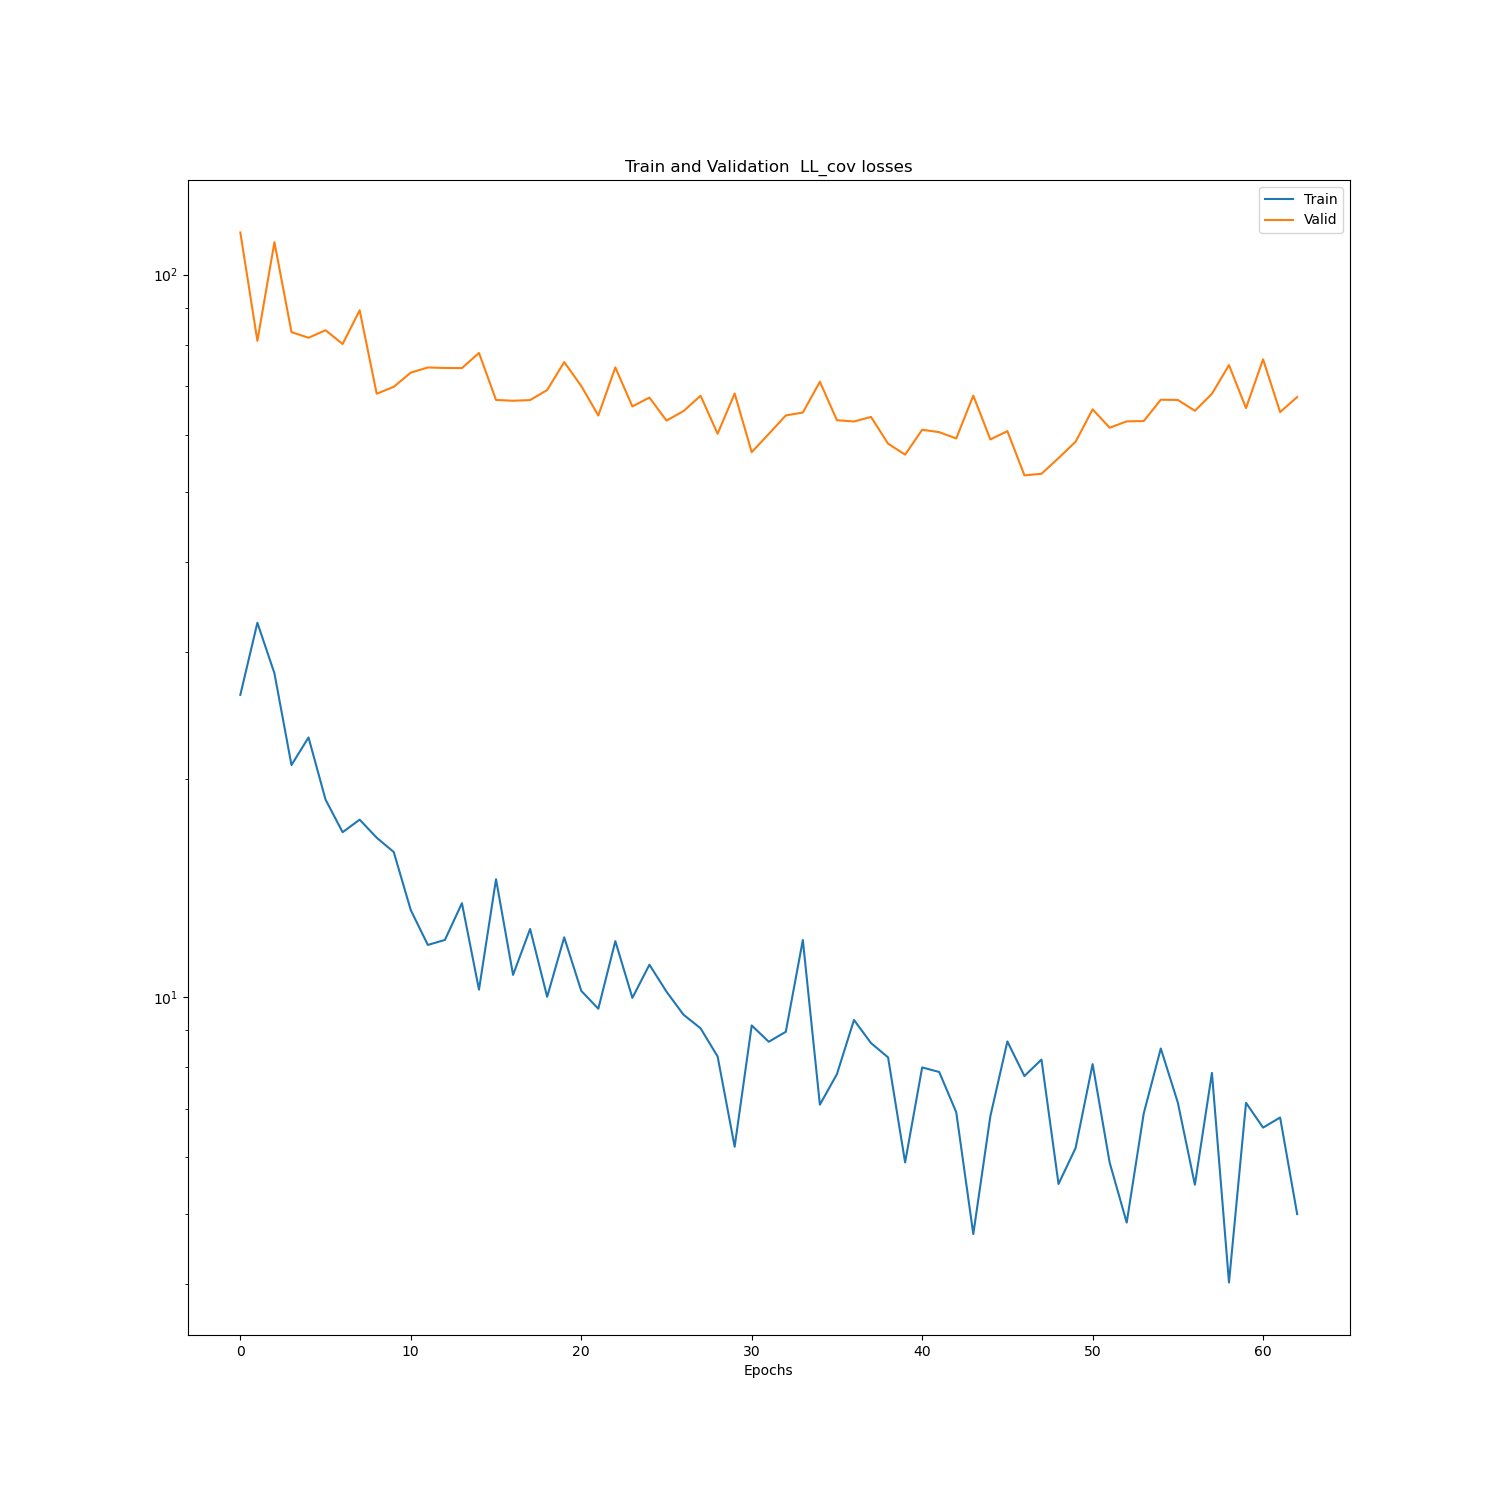 Train and Validation  LL_cov losses
Train
Valid
10²
10¹
0 10 20 30 40 50 60
Epochs